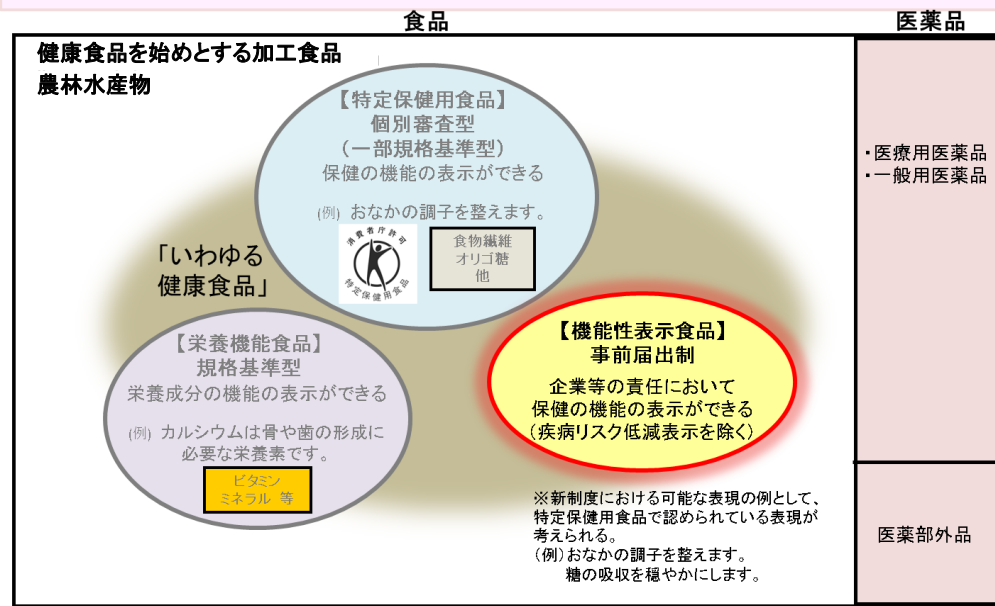 食品
医薬品
健康食品を始めとする加工食品
農林水産物
【特定保健用食品】
個別審査型
(一部規格基準型)
保健の機能の表示ができる
(例) おなかの調子を整えます。
消費者庁許可
特定保健用食品
食物繊維
オリゴ糖
他
「いわゆる
健康食品」
【栄養機能食品】
規格基準型
栄養成分の機能の表示ができる
(例) カルシウムは骨や歯の形成に
必要な栄養素です。
ビタミン
ミネラル 等
【機能性表示食品】
事前届出制
企業等の責任において
保健の機能の表示ができる
(疾病リスク低減表示を除く)
※新制度における可能な表現の例として、
特定保健用食品で認められている表現が
考えられる。
(例)おなかの調子を整えます。
糖の吸収を穏やかにします。
・医療用医薬品
・一般用医薬品
医薬部外品